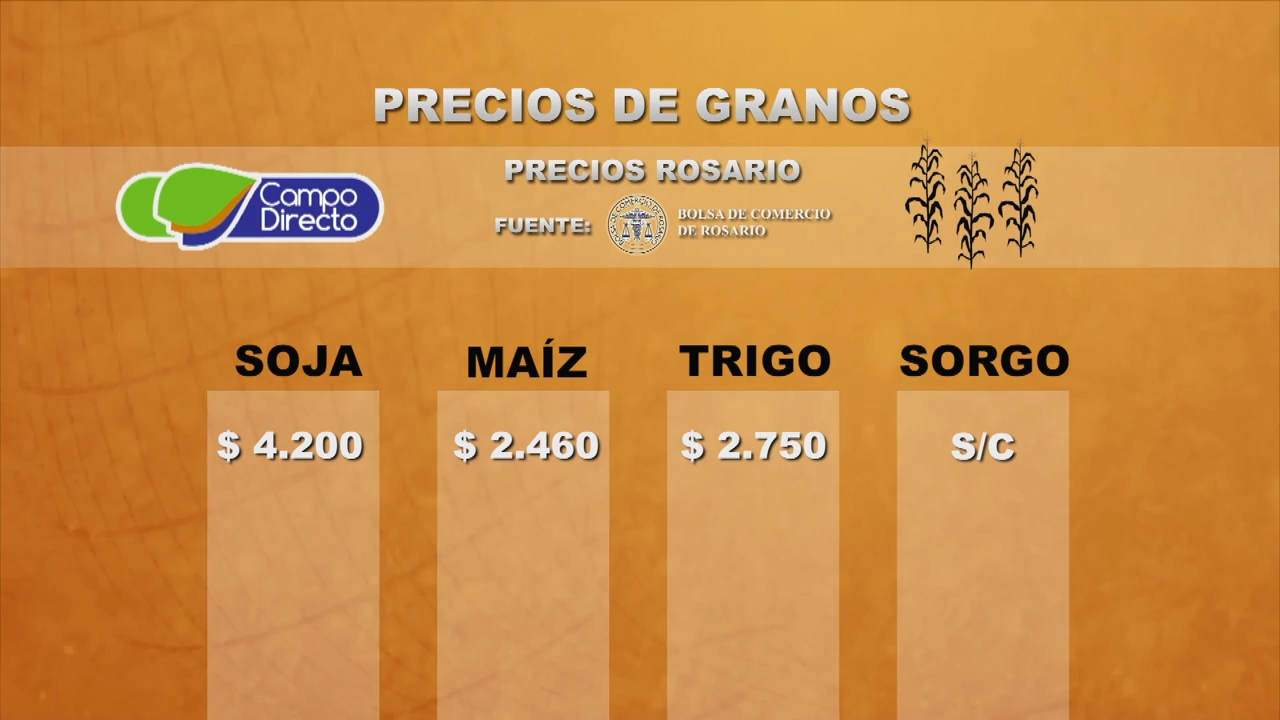 PRECIOS DE GRANOS
Campo
Directo
PRECIOS ROSARIO
FUENTE:
BOLSA DE COMERCIO
DE ROSARIO
SOJA
MAÍZ
TRIGO
SORGO
$ 4.200
$ 2.460
$ 2.750
S/C